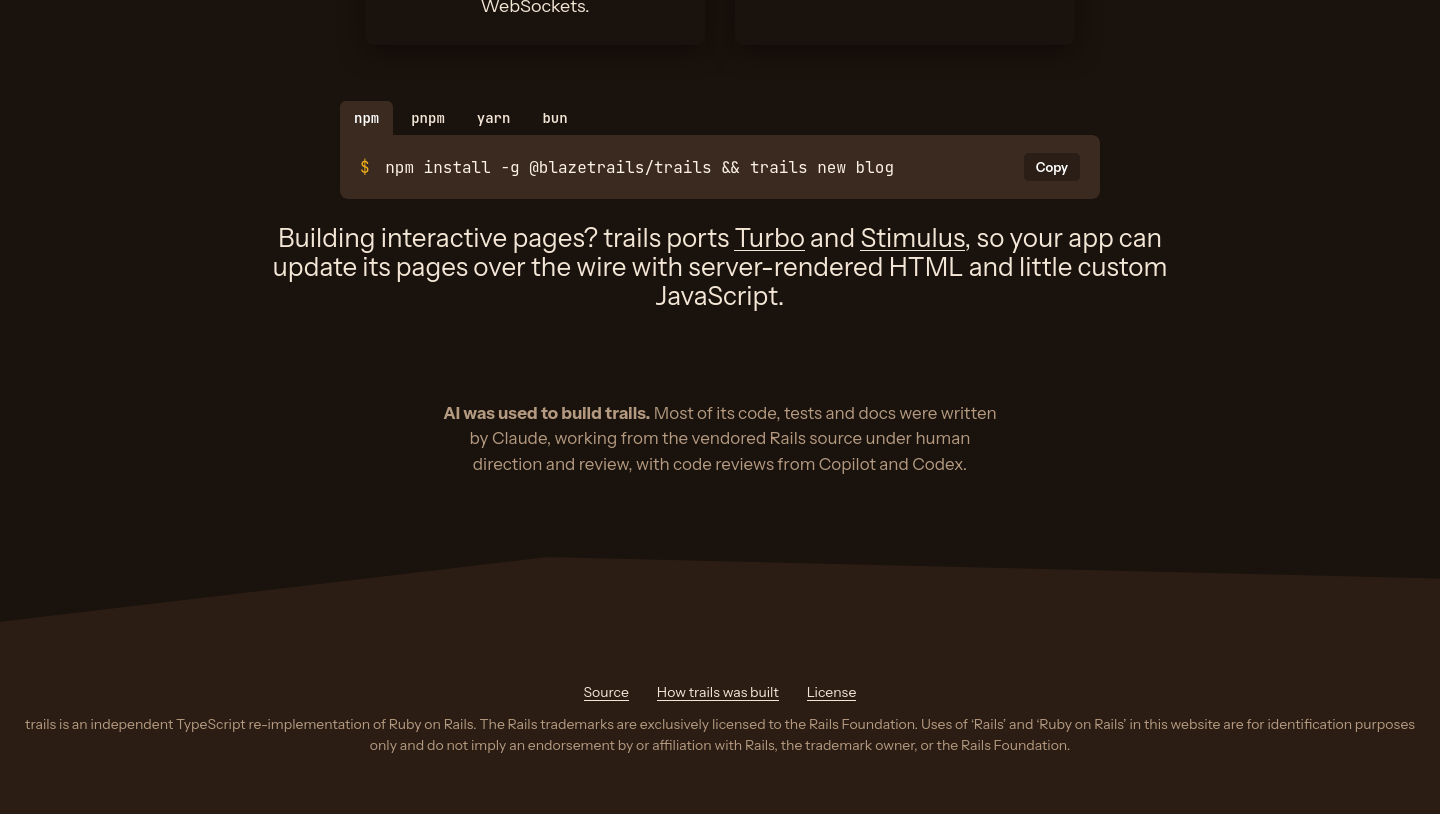 WebSockets.
npm pnpm yarn bun
$ npm install -g @blazetrails/trails && trails new blog Copy
Building interactive pages? trails ports Turbo and Stimulus, so your app can
update its pages over the wire with server-rendered HTML and little custom
JavaScript.
AI was used to build trails. Most of its code, tests and docs were written
by Claude, working from the vendored Rails source under human
direction and review, with code reviews from Copilot and Codex.
Source How trails was built License
trails is an independent TypeScript re-implementation of Ruby on Rails. The Rails trademarks are exclusively licensed to the Rails Foundation. Uses of ‘Rails’ and ‘Ruby on Rails’ in this website are for identification purposes
only and do not imply an endorsement by or affiliation with Rails, the trademark owner, or the Rails Foundation.